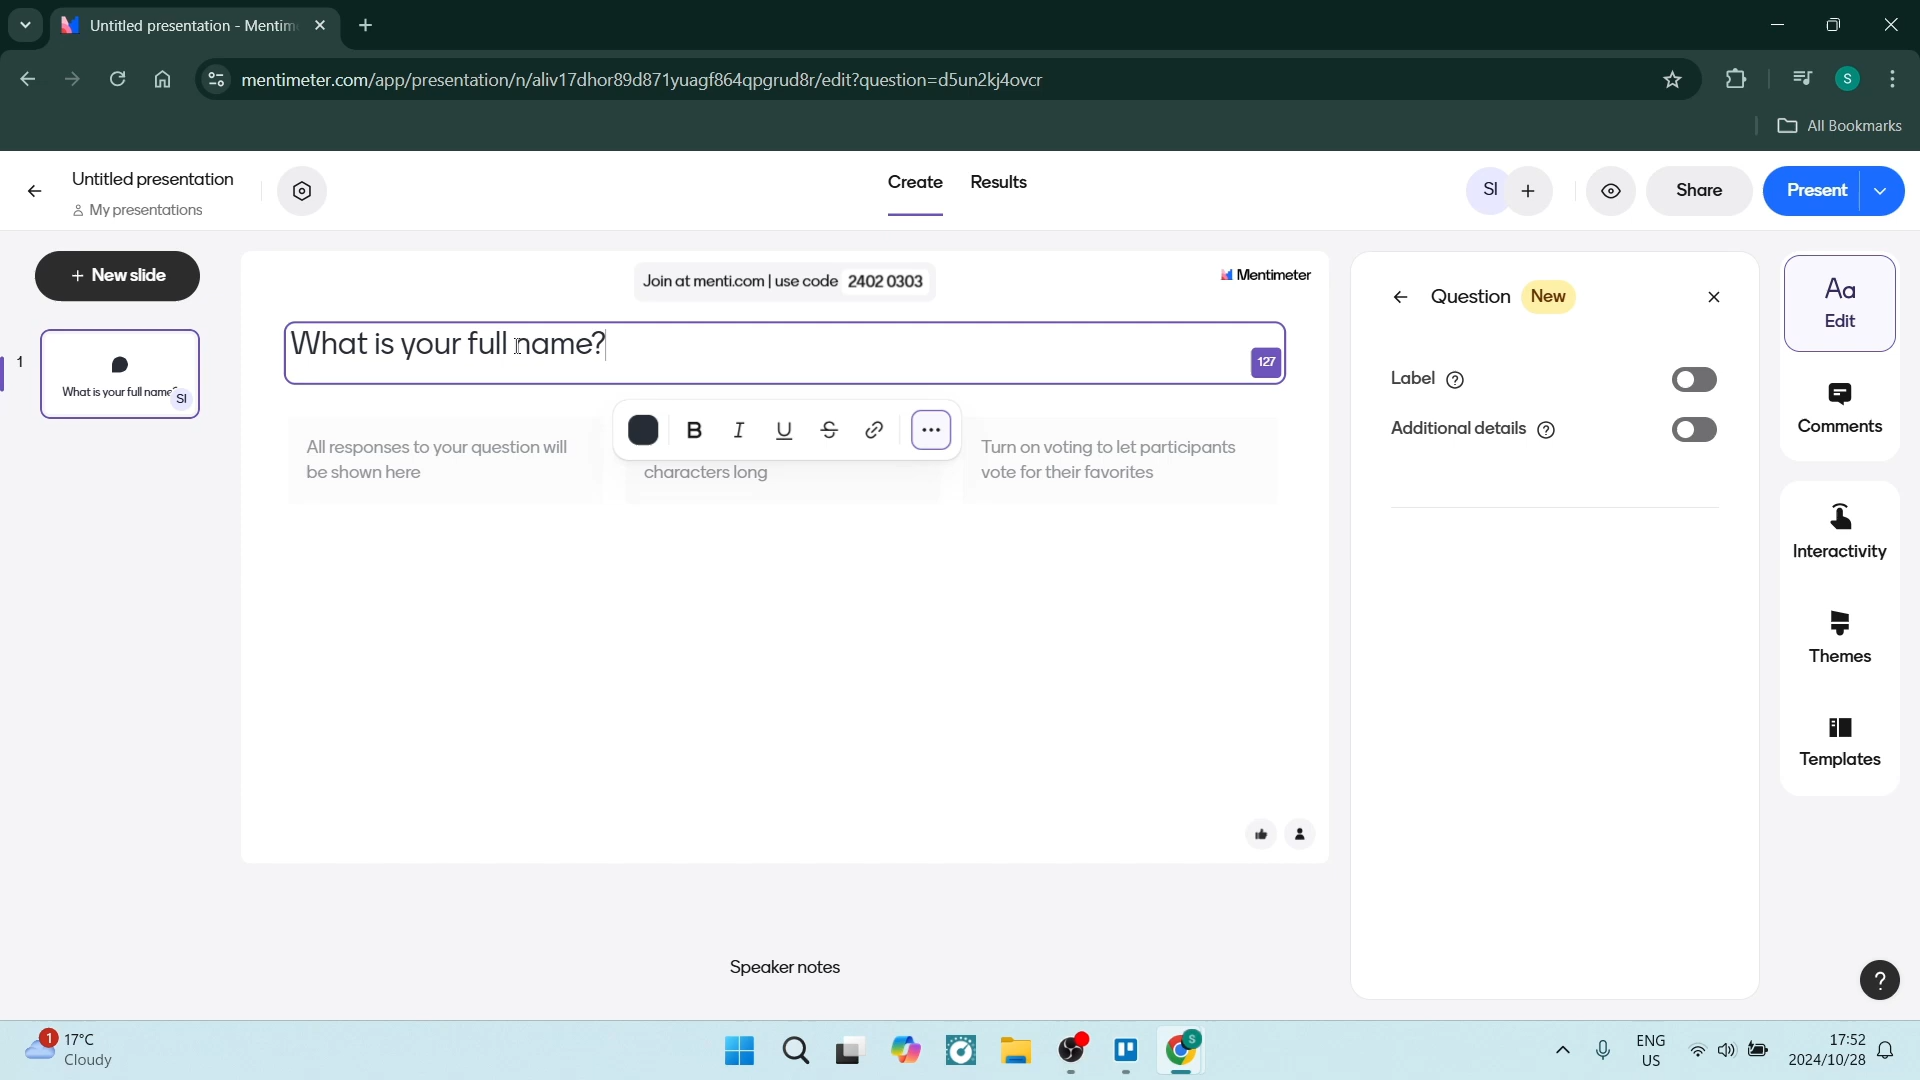 Untitled presentation - Mentim
mentimeter.com/app/presentation/n/aliv17dhor89d871yuagf864qpgrud8r/edit?question=d5un2kj4ovcr
S
All Bookmarks
Untitled presentation
My presentations
Create
Results
SI
+
Share
Present
+ New slide
1
What is your full name?
SI
Join at menti.com | use code 2402 0303
Mentimeter
What is your full name?
127
B I U S
All responses to your question will
be shown here
characters long
Turn on voting to let participants
vote for their favorites
Speaker notes
Question New
Label ?
Additional details ?
Aa
Edit
Comments
Interactivity
Themes
Templates
?
1
17°C
Cloudy
S
ENG
US
17:52
2024/10/28